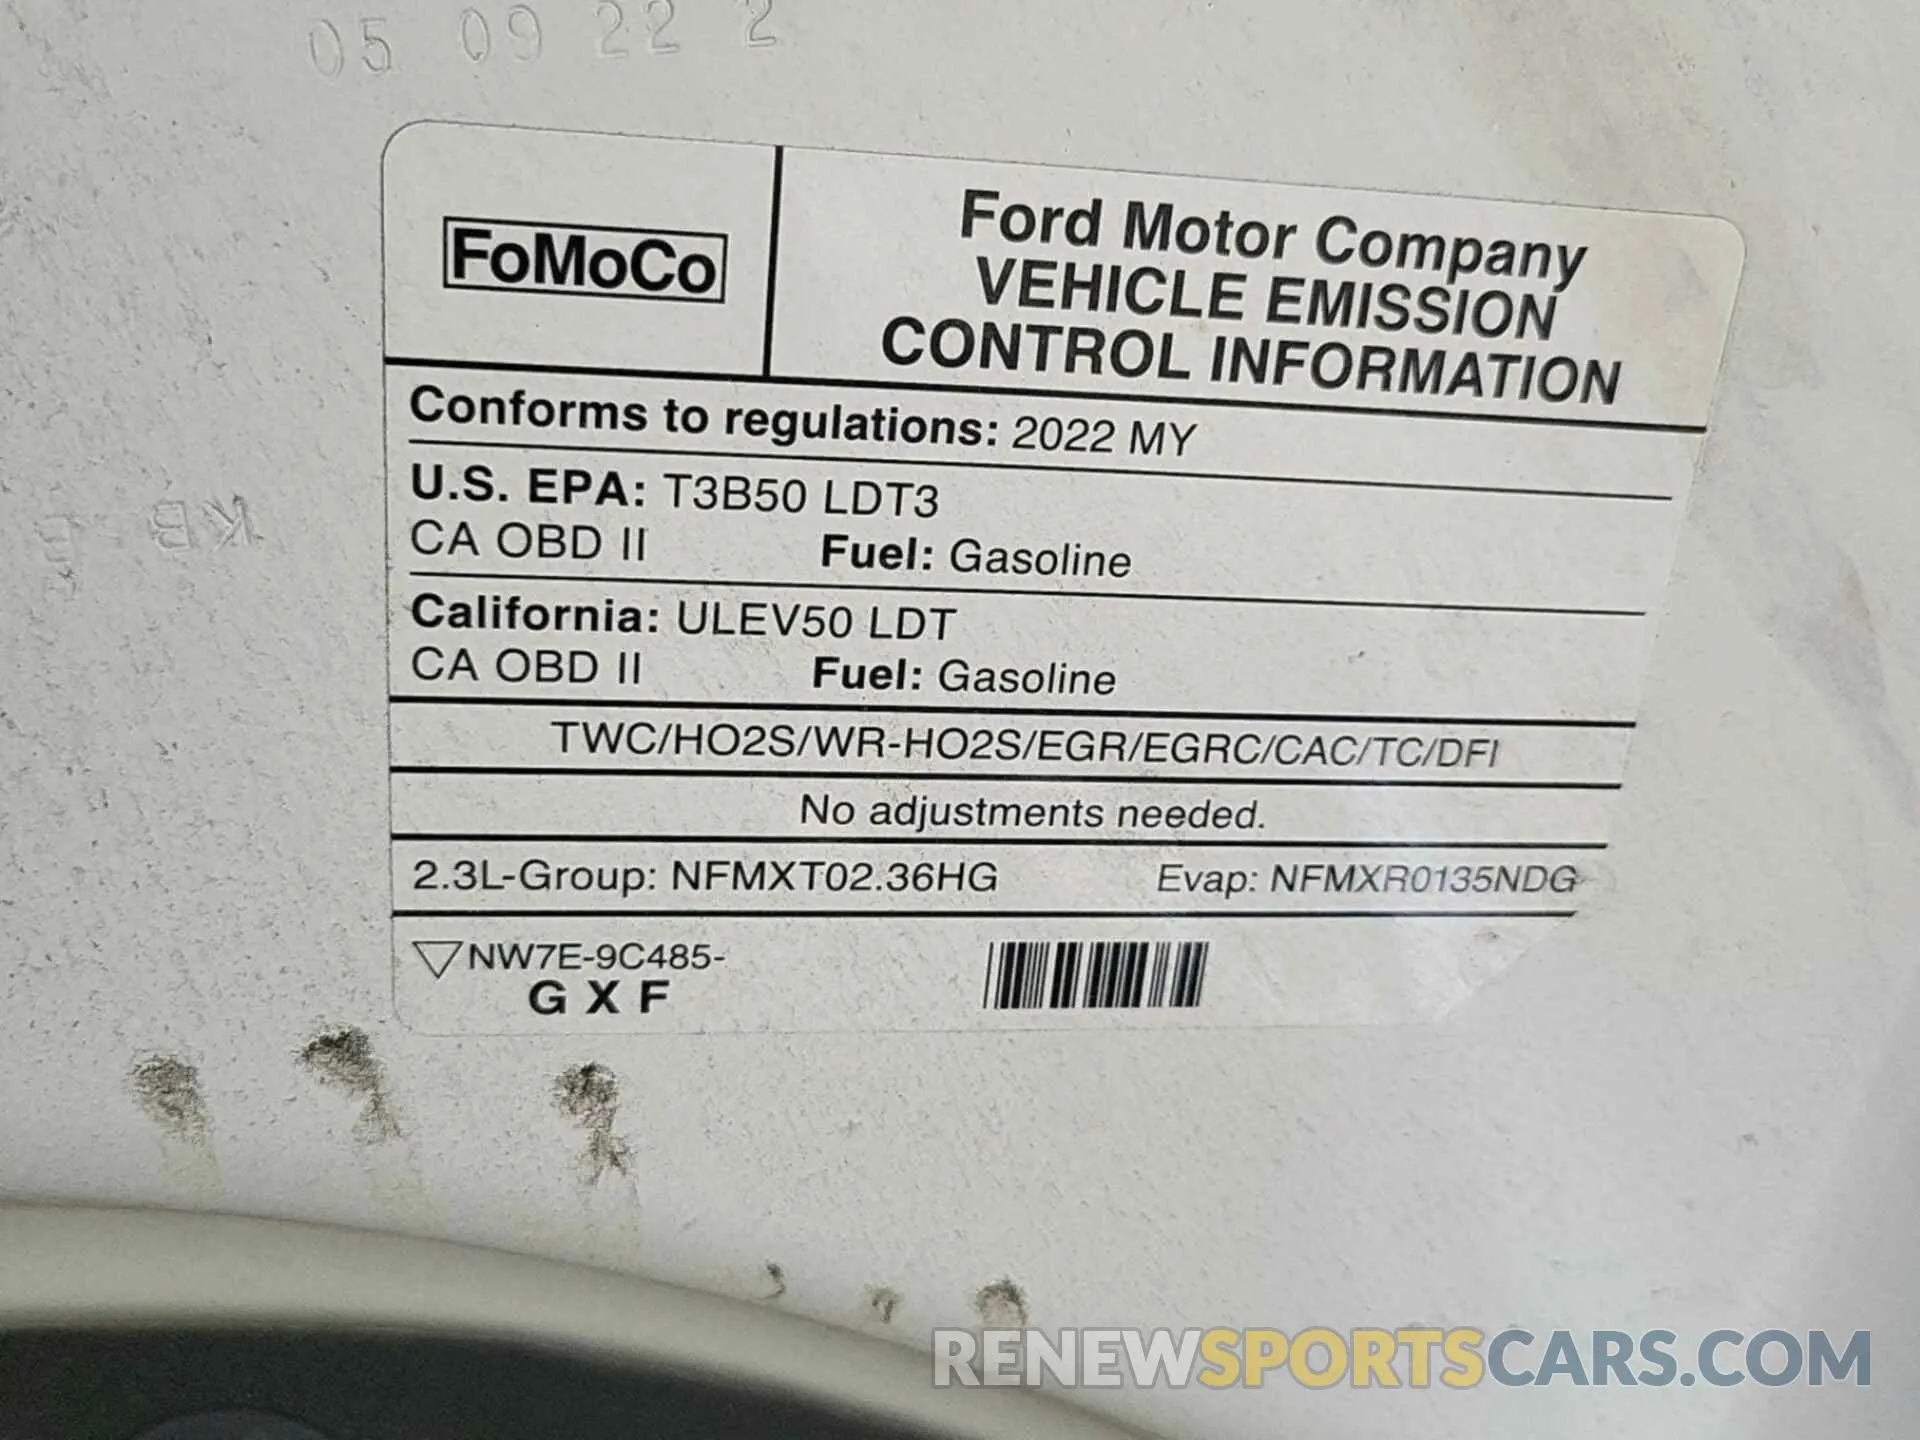 05 09 22 2
FoMoCo
Ford Motor Company
VEHICLE EMISSION
CONTROL INFORMATION
Conforms to regulations: 2022 MY
U.S. EPA: T3B50 LDT3
CA OBD II Fuel: Gasoline
California: ULEV50 LDT
CA OBD II Fuel: Gasoline
TWC/HO2S/WR-HO2S/EGR/EGRC/CAC/TC/DFI
No adjustments needed.
2.3L-Group: NFMXT02.36HG Evap: NFMXR0135NDG
NW7E-9C485-
G X F
RENEWSPORTSCARS.COM